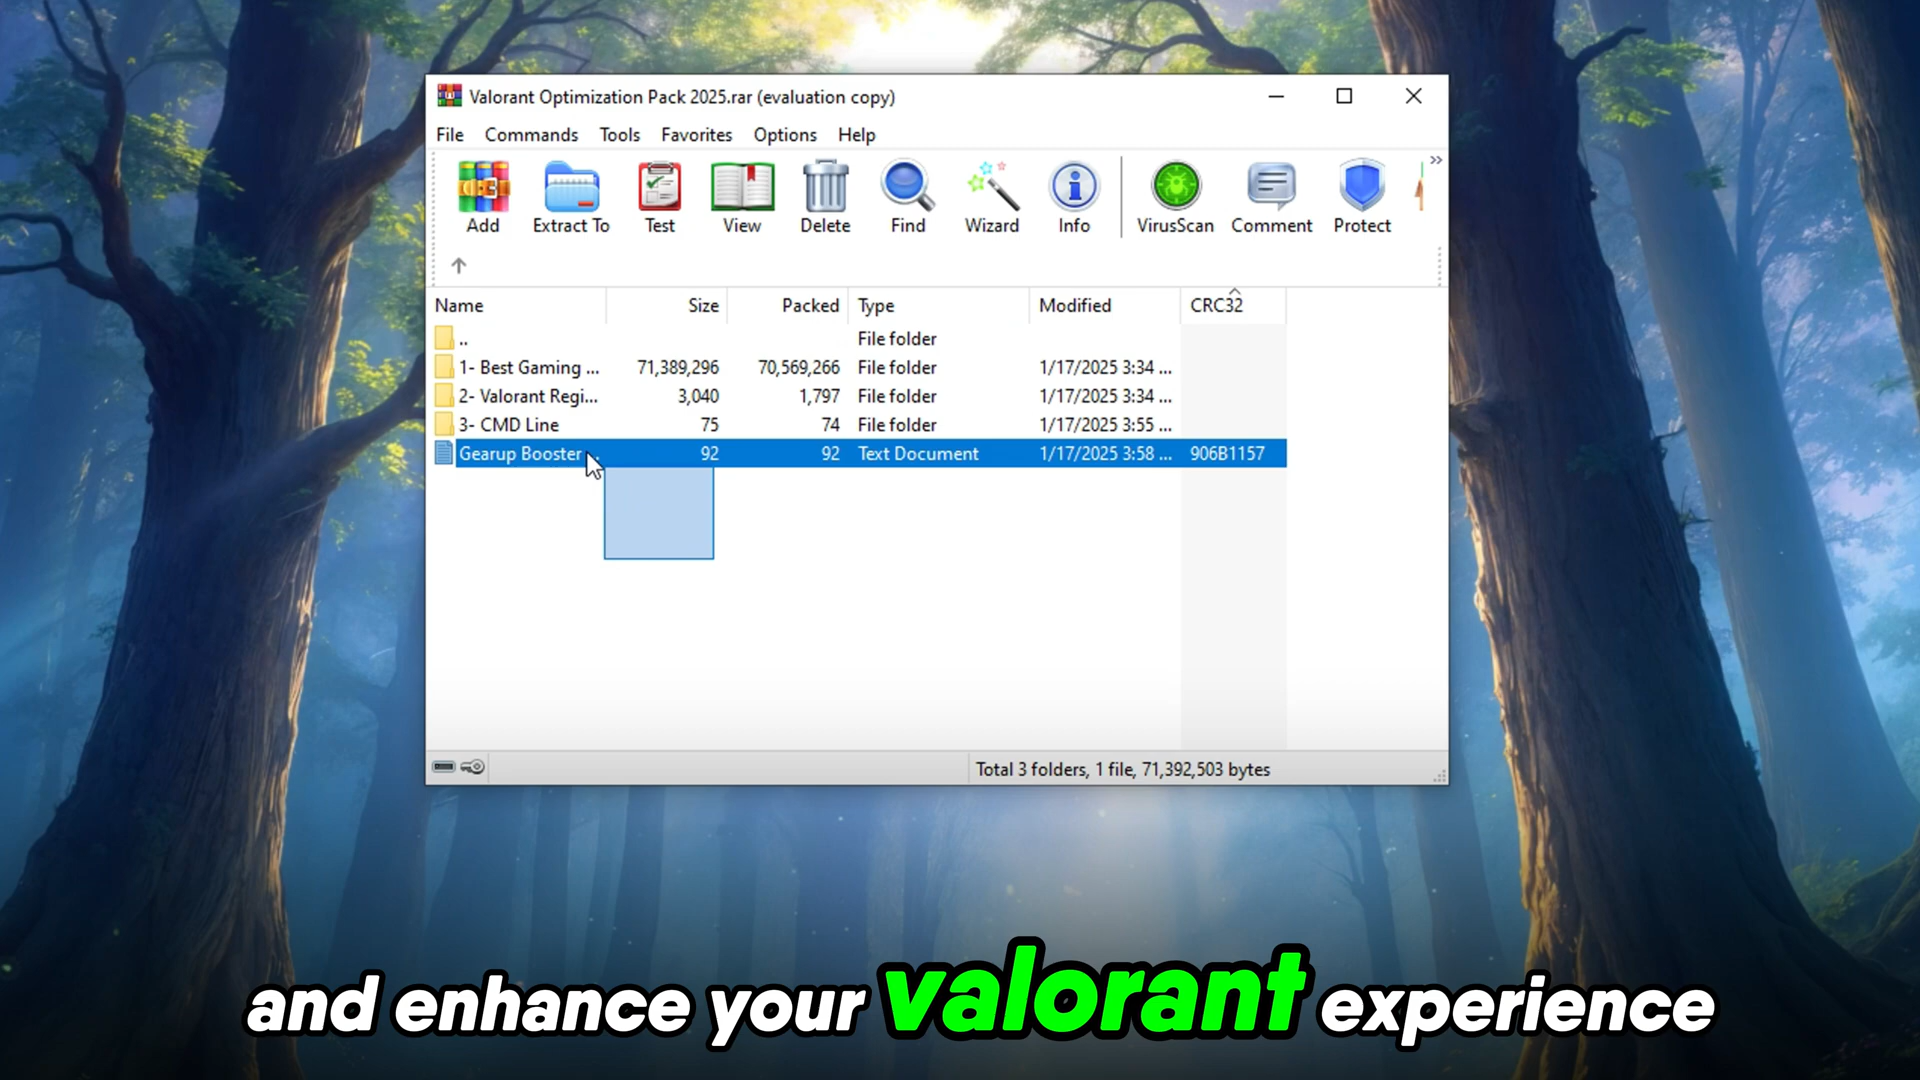 Valorant Optimization Pack 2025.rar (evaluation copy)
File Commands Tools Favorites Options Help
Add Extract To Test View Delete Find Wizard Info VirusScan Comment Protect
Name Size Packed Type Modified CRC32
.. File folder
1- Best Gaming ... 71,389,296 70,569,266 File folder 1/17/2025 3:34 ...
2- Valorant Regi... 3,040 1,797 File folder 1/17/2025 3:34 ...
3- CMD Line 75 74 File folder 1/17/2025 3:55 ...
Gearup Booster ... 92 92 Text Document 1/17/2025 3:58 ... 906B1157
Total 3 folders, 1 file, 71,392,503 bytes
and enhance your valorant experience